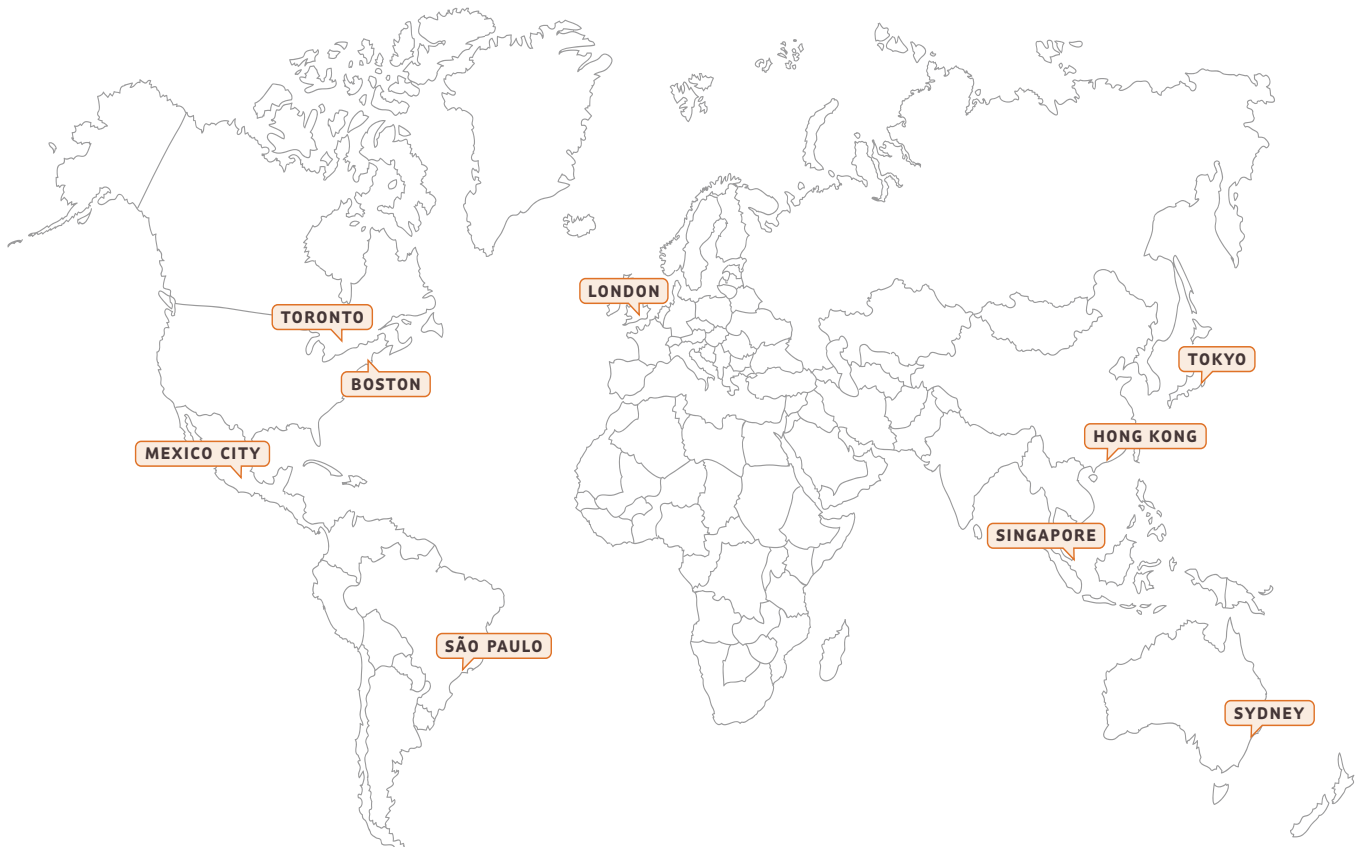 LONDON
TORONTO
TOKYO
BOSTON
HONG KONG
MEXICO CITY
SINGAPORE
SÃO PAULO
SYDNEY